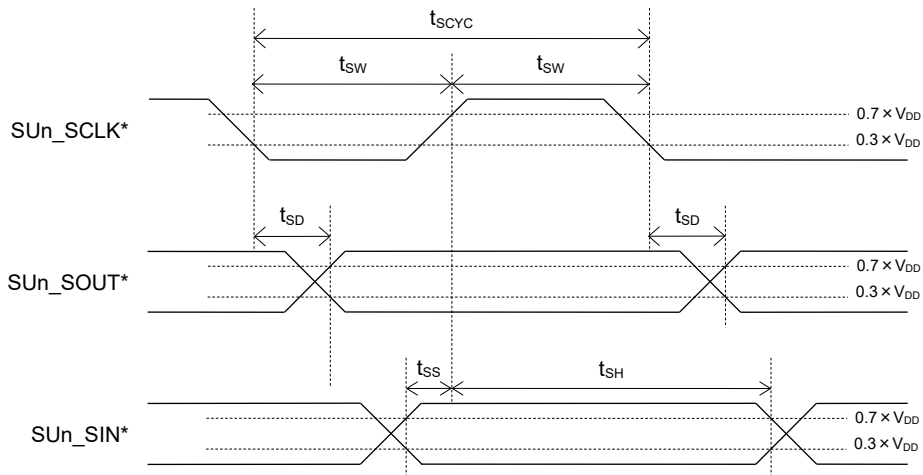 tSCYC
tSW tSW
SUn_SCLK*
0.7 × VDD
0.3 × VDD
tSD tSD
SUn_SOUT*
0.7 × VDD
0.3 × VDD
tSS tSH
SUn_SIN*
0.7 × VDD
0.3 × VDD